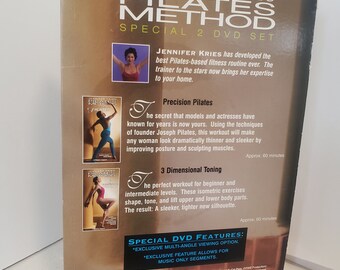 PILATES
METHOD
SPECIAL 2 DVD SET
JENNIFER KRIES has developed the
best Pilates-based fitness routine ever. The
trainer to the stars now brings her expertise
to your home.
Precision Pilates
The secret that models and actresses have
known for years is now yours. Using the techniques
of founder Joseph Pilates, this workout will make
any woman look dramatically thinner and sleeker by
improving posture and sculpting muscles.
Approx. 60 minutes
3 Dimensional Toning
The perfect workout for beginner and
intermediate levels. These isometric exercises
shape, tone, and lift upper and lower body parts.
The result: A sleeker, tighter new silhouette.
Approx. minutes
SPECIAL DVD FEATURES:
*EXCLUSIVE MULTI-ANGLE VIEWING OPTION.
*EXCLUSIVE FEATURE ALLOWS FOR
MUSIC ONLY SEGMENTS.